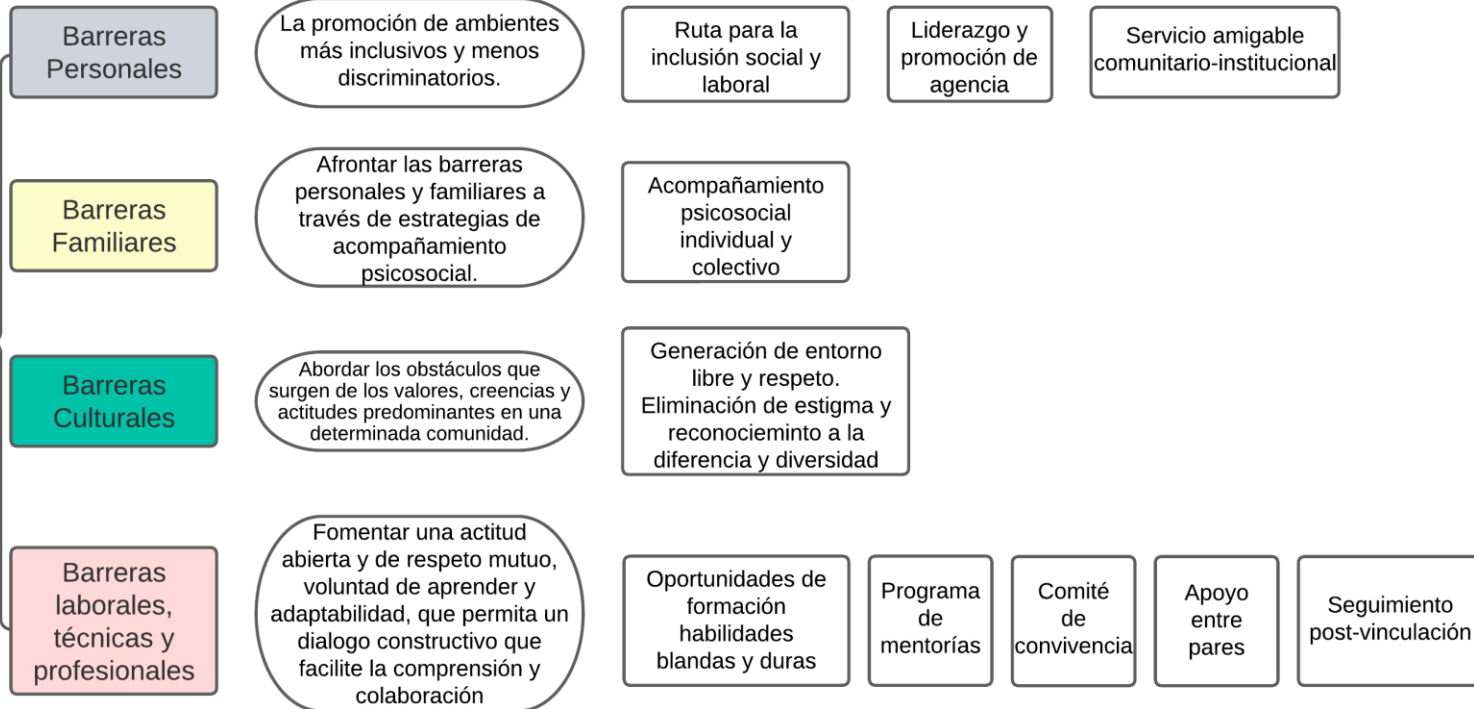 Barreras
Personales
La promoción de ambientes
más inclusivos y menos
discriminatorios.
Ruta para la
inclusión social y
laboral
Liderazgo y
promoción de
agencia
Servicio amigable
comunitario-institucional
Barreras
Familiares
Afrontar las barreras
personales y familiares a
través de estrategias de
acompañamiento
psicosocial.
Acompañamiento
psicosocial
individual y
colectivo
Barreras
Culturales
Abordar los obstáculos que
surgen de los valores, creencias y
actitudes predominantes en una
determinada comunidad.
Generación de entorno
libre y respeto.
Eliminación de estigma y
reconocieminto a la
diferencia y diversidad
Barreras
laborales,
técnicas y
profesionales
Fomentar una actitud
abierta y de respeto mutuo,
voluntad de aprender y
adaptabilidad, que permita un
dialogo constructivo que
facilite la comprensión y
colaboración
Oportunidades de
formación
habilidades
blandas y duras
Programa
de
mentorías
Comité
de
convivencia
Apoyo
entre
pares
Seguimiento
post-vinculación